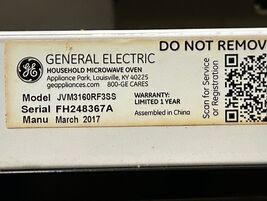 DO NOT REMOV
GE
GENERAL ELECTRIC
HOUSEHOLD MICROWAVE OVEN
Appliance Park, Louisville, KY 40225
geappliances.com 800-GE CARES
Model JVM3160RF3SS
Serial FH248367A
Manu March 2017
WARRANTY:
LIMITED 1 YEAR
Assembled in China
Scan for Service
or Registration